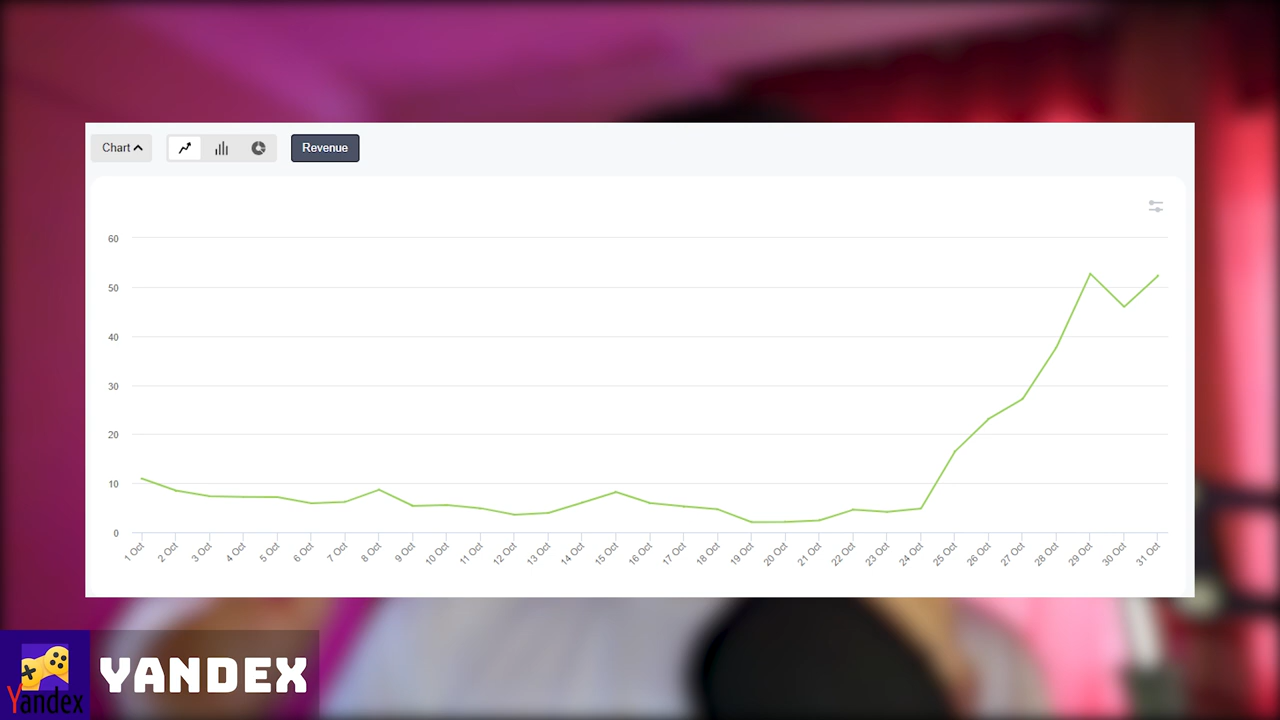 Chart
Revenue
60
50
40
30
20
10
0
1 Oct
2 Oct
3 Oct
4 Oct
5 Oct
6 Oct
7 Oct
8 Oct
9 Oct
10 Oct
11 Oct
12 Oct
13 Oct
14 Oct
15 Oct
16 Oct
17 Oct
18 Oct
19 Oct
20 Oct
21 Oct
22 Oct
23 Oct
24 Oct
25 Oct
26 Oct
27 Oct
28 Oct
29 Oct
30 Oct
31 Oct
Yandex
YANDEX